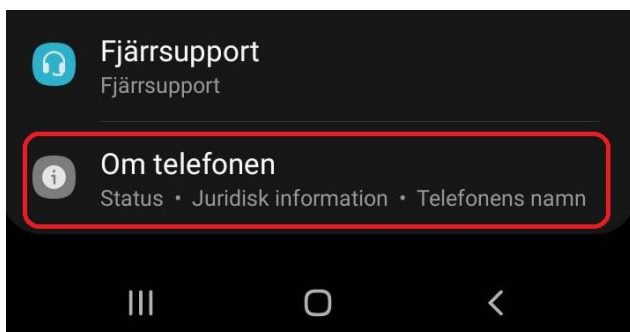 Fjärrsupport
Fjärrsupport
Om telefonen
Status • Juridisk information • Telefonens namn